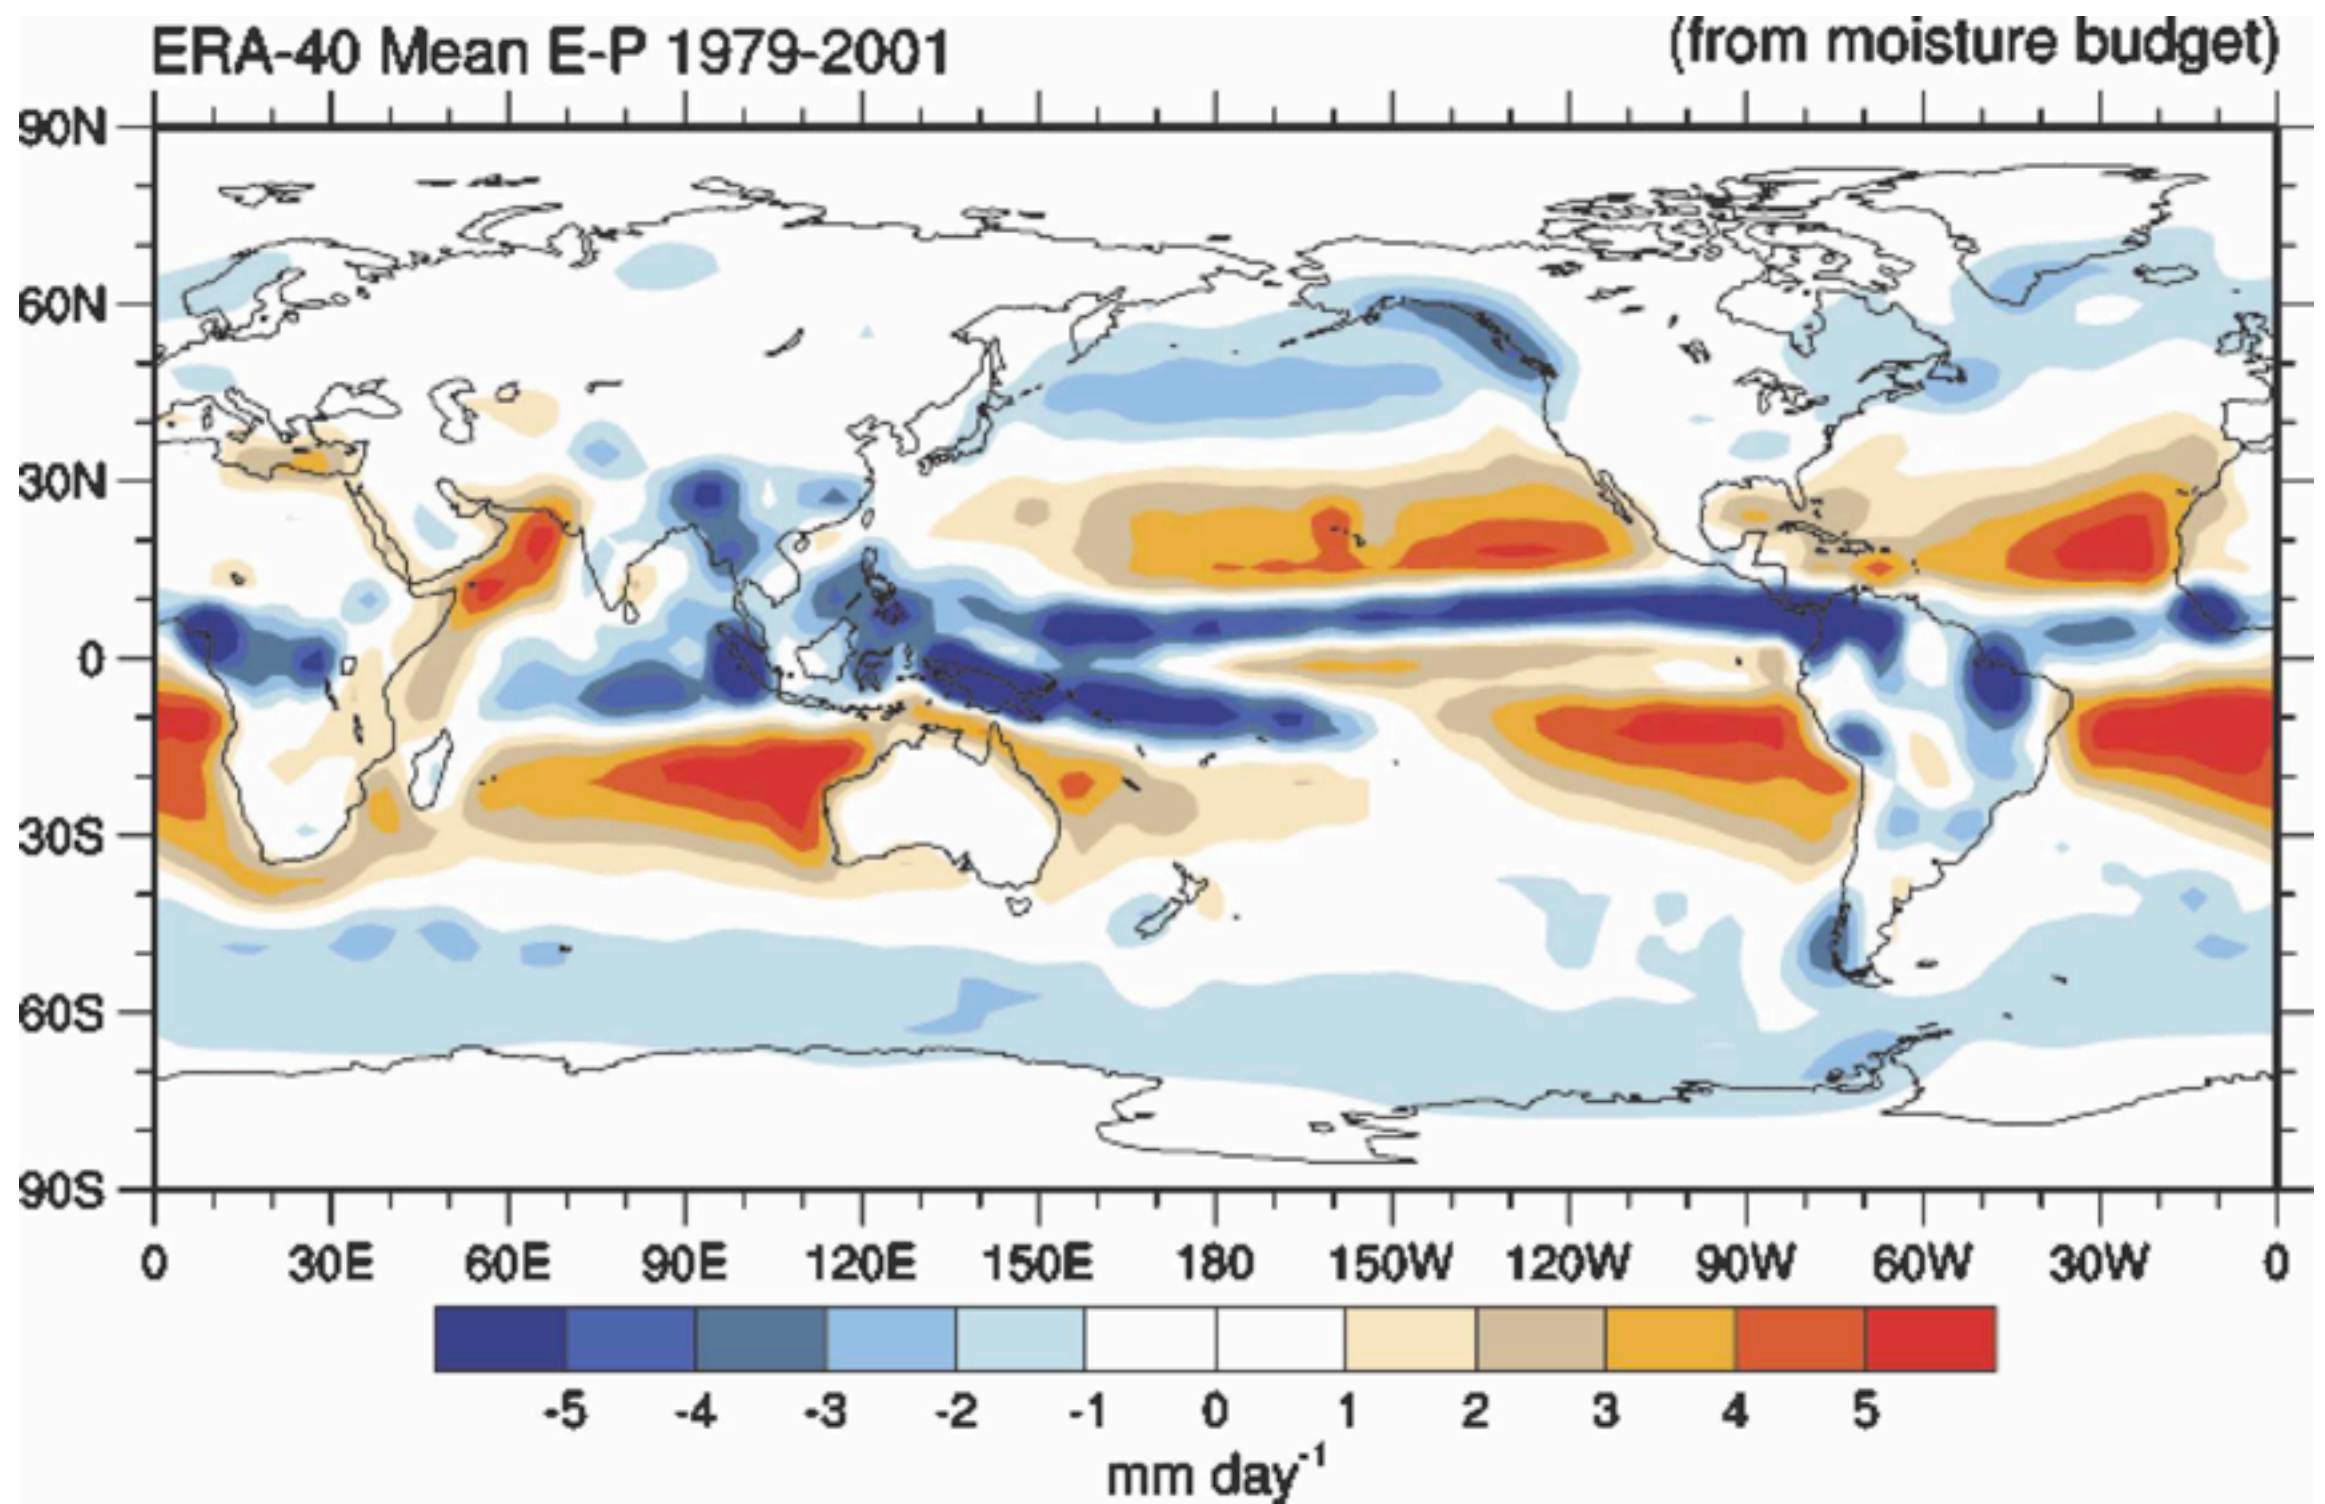 ERA-40 Mean E-P 1979-2001 (from moisture budget)
90N
60N
30N
0
30S
60S
90S
0 30E 60E 90E 120E 150E 180 150W 120W 90W 60W 30W 0
-5 -4 -3 -2 -1 0 1 2 3 4 5
mm day⁻¹